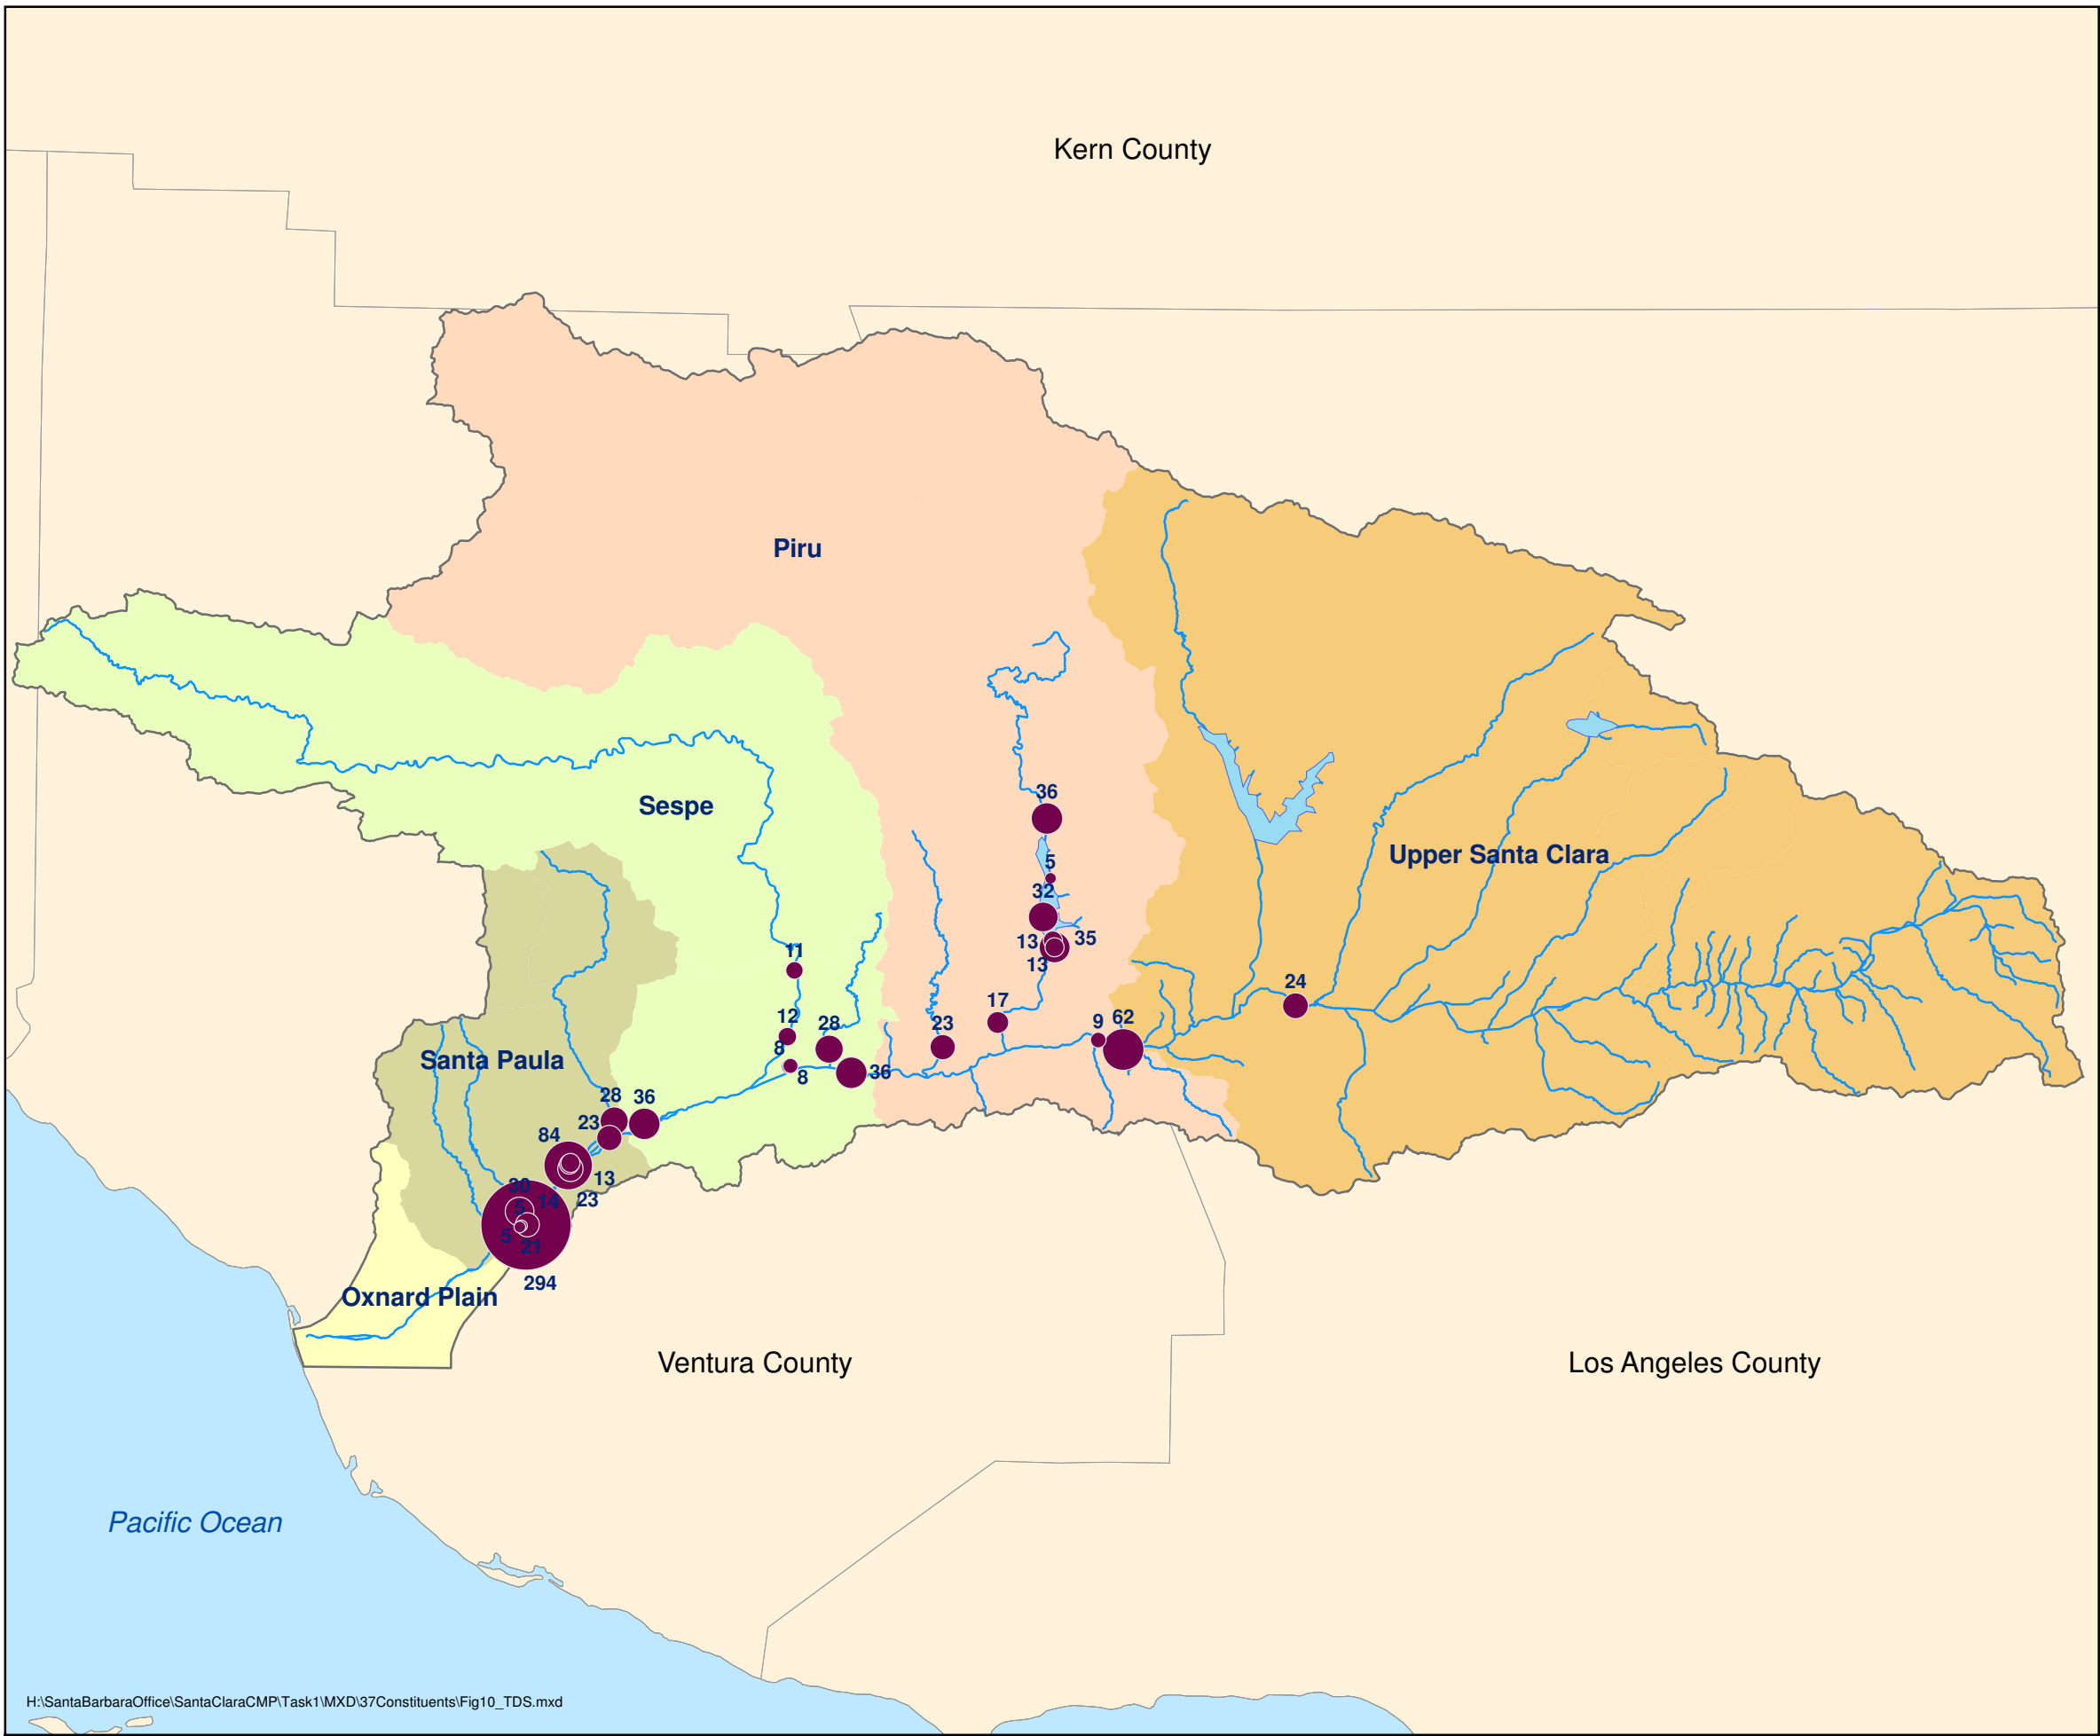 Kern County
Piru
36
Sespe
Upper Santa Clara
5
32
13
35
11
13
24
17
12
28
23
9
62
8
Santa Paula
36
8
28
36
23
84
13
30
14
23
5
5
21
294
Oxnard Plain
Ventura County
Los Angeles County
Pacific Ocean
H:\SantaBarbaraOffice\SantaClaraCMP\Task1\MXD\37Constituents\Fig10_TDS.mxd